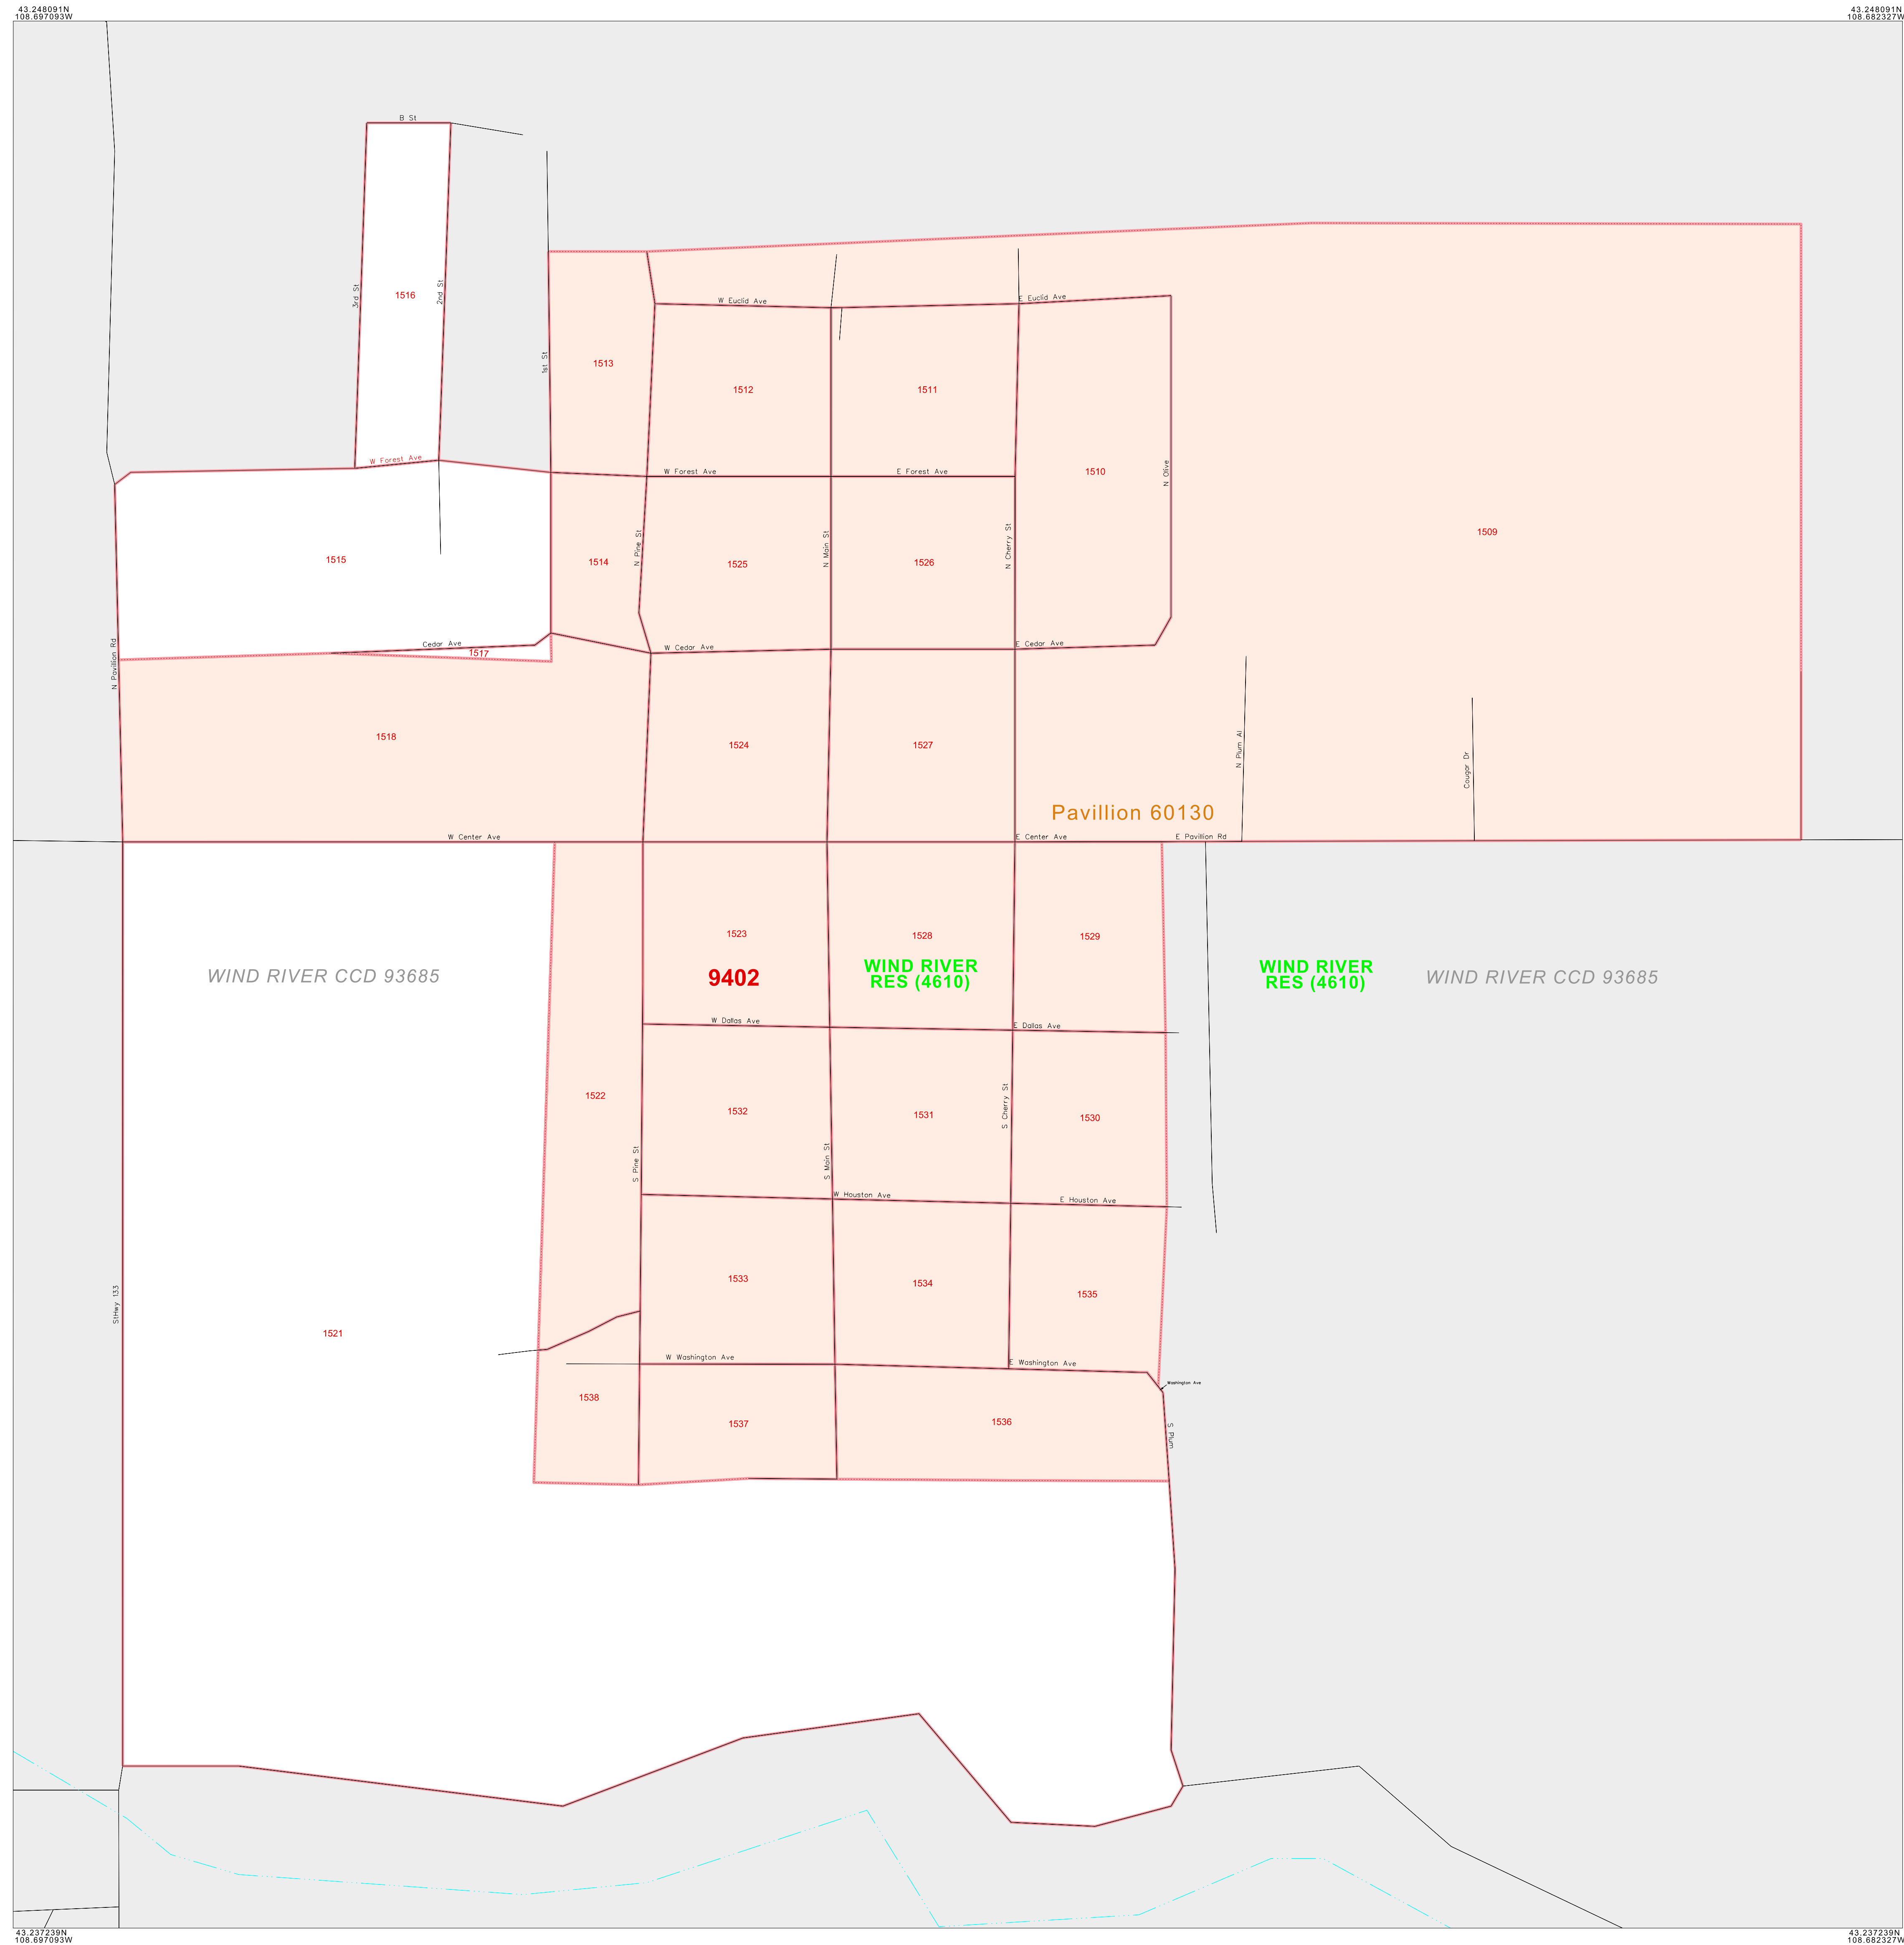 43.248091N
108.697093W
43.248091N
108.682327W
B St
3rd St
1516
2nd St
W Euclid Ave
E Euclid Ave
1st St
1513
1512
1511
W Forest Ave
W Forest Ave
E Forest Ave
1510
N Olive
1509
1515
1514
N Pine St
1525
N Main St
1526
N Cherry St
Cedar Ave
1517
W Cedar Ave
E Cedar Ave
N Pavillion Rd
1518
1524
1527
N Plum Al
Cougar Dr
Pavillion 60130
W Center Ave
E Center Ave
E Pavillion Rd
1523
1528
1529
WIND RIVER CCD 93685
9402
WIND RIVER
RES (4610)
WIND RIVER
RES (4610)
WIND RIVER CCD 93685
W Dallas Ave
E Dallas Ave
1522
1532
1531
S Cherry St
1530
S Pine St
S Main St
W Houston Ave
E Houston Ave
StHwy 133
1521
1533
1534
1535
W Washington Ave
E Washington Ave
Washington Ave
1538
1537
1536
S Plum
43.237239N
108.697093W
43.237239N
108.682327W